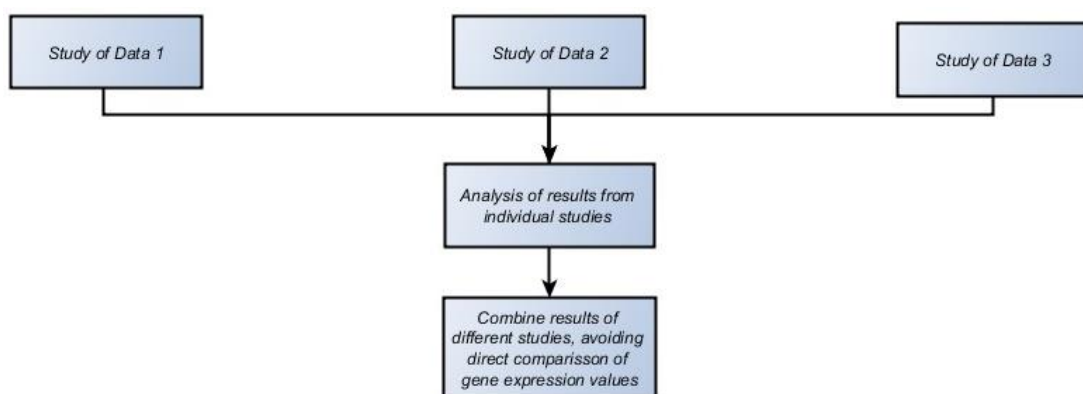 Study of Data 1
Study of Data 2
Study of Data 3
Analysis of results from
individual studies
Combine results of
different studies, avoiding
direct comparisson of
gene expression values